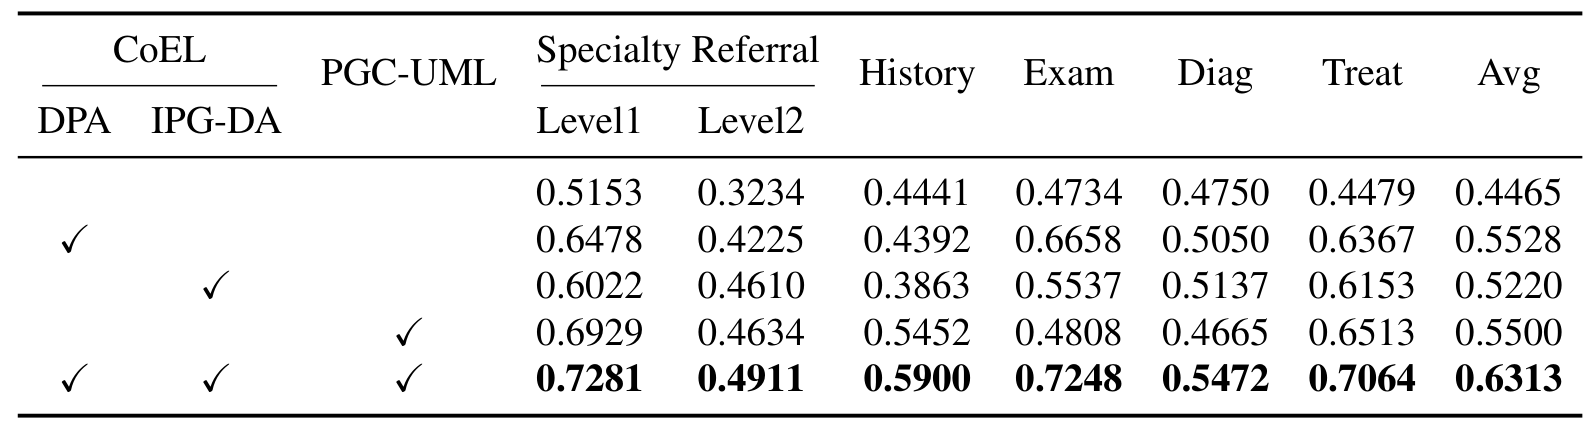 CoEL PGC-UML Specialty Referral History Exam Diag Treat Avg
DPA IPG-DA Level1 Level2
0.5153 0.3234 0.4441 0.4734 0.4750 0.4479 0.4465
✓ 0.6478 0.4225 0.4392 0.6658 0.5050 0.6367 0.5528
✓ 0.6022 0.4610 0.3863 0.5537 0.5137 0.6153 0.5220
✓ 0.6929 0.4634 0.5452 0.4808 0.4665 0.6513 0.5500
✓ ✓ ✓ 0.7281 0.4911 0.5900 0.7248 0.5472 0.7064 0.6313